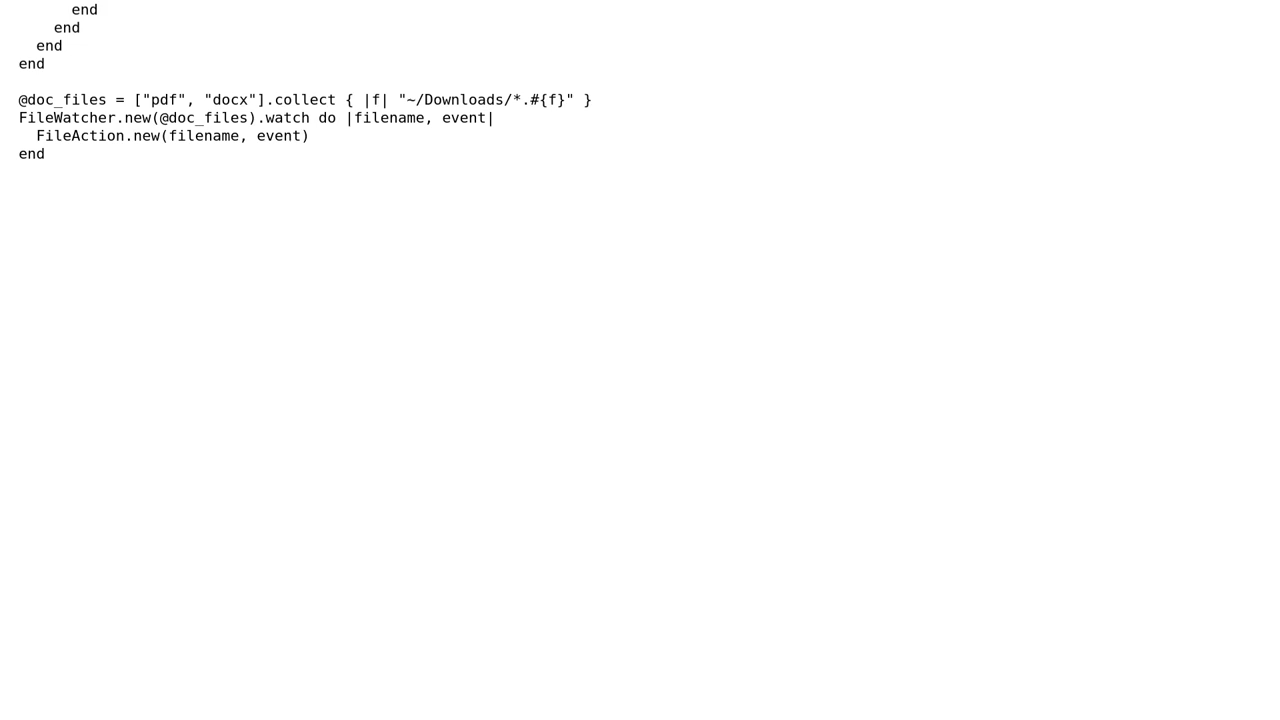 end
    end
  end
end

@doc_files = ["pdf", "docx"].collect { |f| "~/Downloads/*.#{f}" }
FileWatcher.new(@doc_files).watch do |filename, event|
  FileAction.new(filename, event)
end